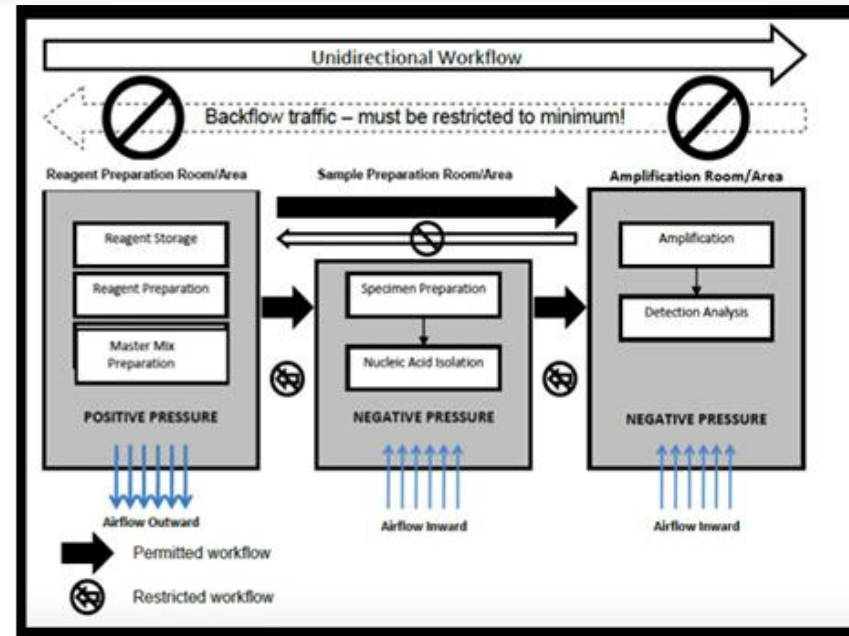 Unidirectional Workflow
Backflow traffic – must be restricted to minimum!
Reagent Preparation Room/Area
Sample Preparation Room/Area
Amplification Room/Area
Reagent Storage
Reagent Preparation
Master Mix
Preparation
POSITIVE PRESSURE
Airflow Outward
Specimen Preparation
Nucleic Acid Isolation
NEGATIVE PRESSURE
Airflow Inward
Amplification
Detection Analysis
NEGATIVE PRESSURE
Airflow Inward
Permitted workflow
Restricted workflow